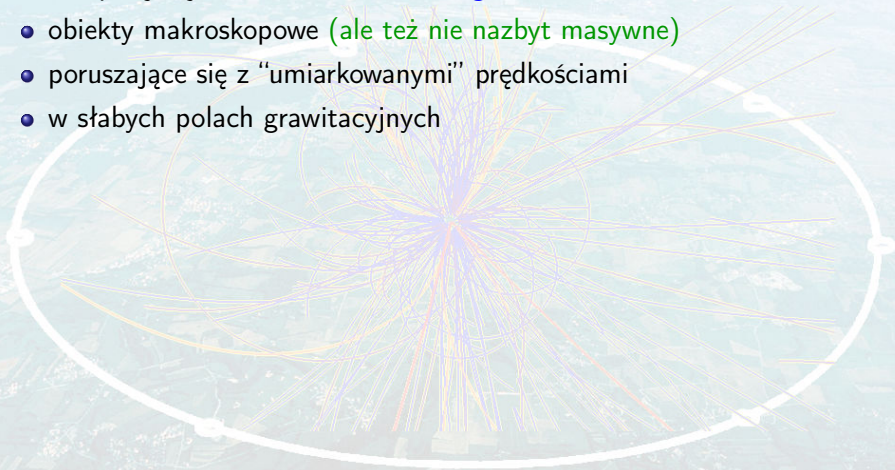 obiekty makroskopowe (ale też nie nazbyt masywne)
poruszające się z “umiarkowanymi” prędkościami
w słabych polach grawitacyjnych